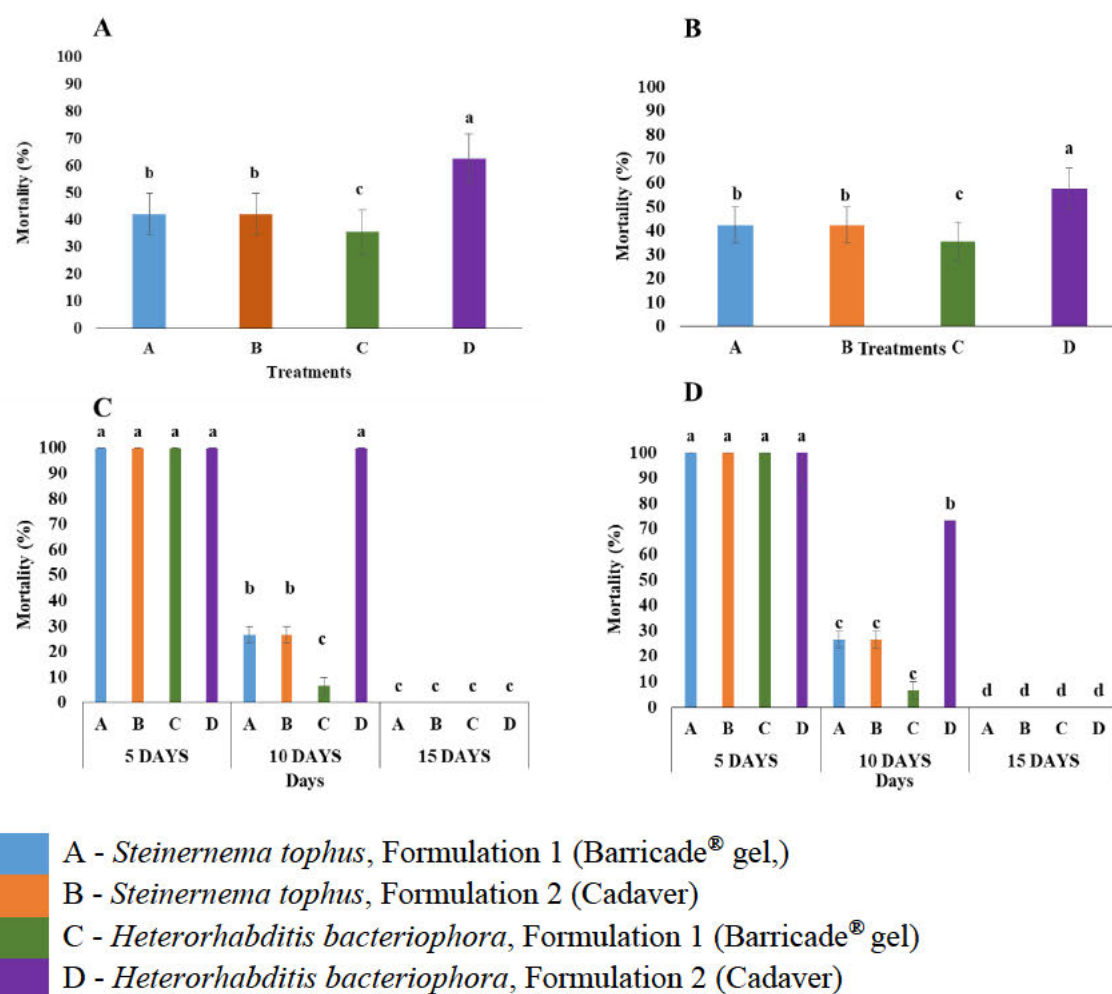 A
100
90
80
70
60
50
40
30
20
10
0
Mortality (%)
b
b
c
a
A B C D
Treatments
B
100
90
80
70
60
50
40
30
20
10
0
Mortality (%)
b
b
c
a
A B Treatments C D
C
100
90
80
70
60
50
40
30
20
10
0
Mortality (%)
a a a a
b b c a
c c c c
A B C D A B C D A B C D
5 DAYS 10 DAYS 15 DAYS
Days
D
100
90
80
70
60
50
40
30
20
10
0
Mortality (%)
a a a a
c c c b
d d d d
A B C D A B C D A B C D
5 DAYS 10 DAYS 15 DAYS
Days
A - Steinernema tophus, Formulation 1 (Barricade® gel,)
B - Steinernema tophus, Formulation 2 (Cadaver)
C - Heterorhabditis bacteriophora, Formulation 1 (Barricade® gel)
D - Heterorhabditis bacteriophora, Formulation 2 (Cadaver)